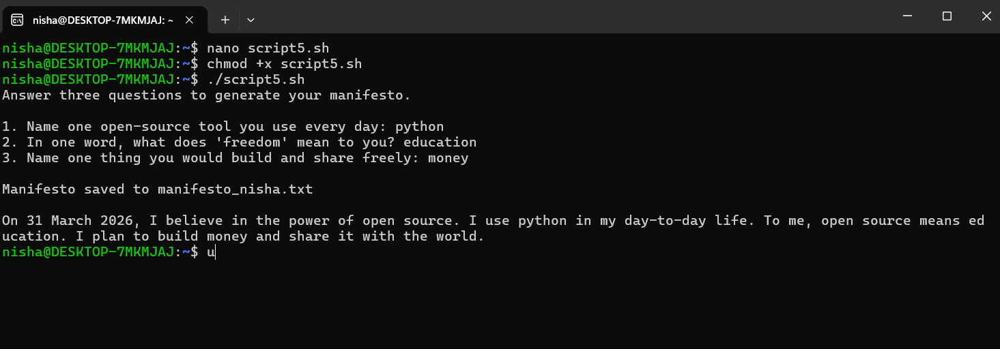 nisha@DESKTOP-7MKMJAJ: ~
nisha@DESKTOP-7MKMJAJ:~$ nano script5.sh
nisha@DESKTOP-7MKMJAJ:~$ chmod +x script5.sh
nisha@DESKTOP-7MKMJAJ:~$ ./script5.sh
Answer three questions to generate your manifesto.
1. Name one open-source tool you use every day: python
2. In one word, what does 'freedom' mean to you? education
3. Name one thing you would build and share freely: money
Manifesto saved to manifesto_nisha.txt
On 31 March 2026, I believe in the power of open source. I use python in my day-to-day life. To me, open source means ed
ucation. I plan to build money and share it with the world.
nisha@DESKTOP-7MKMJAJ:~$ u